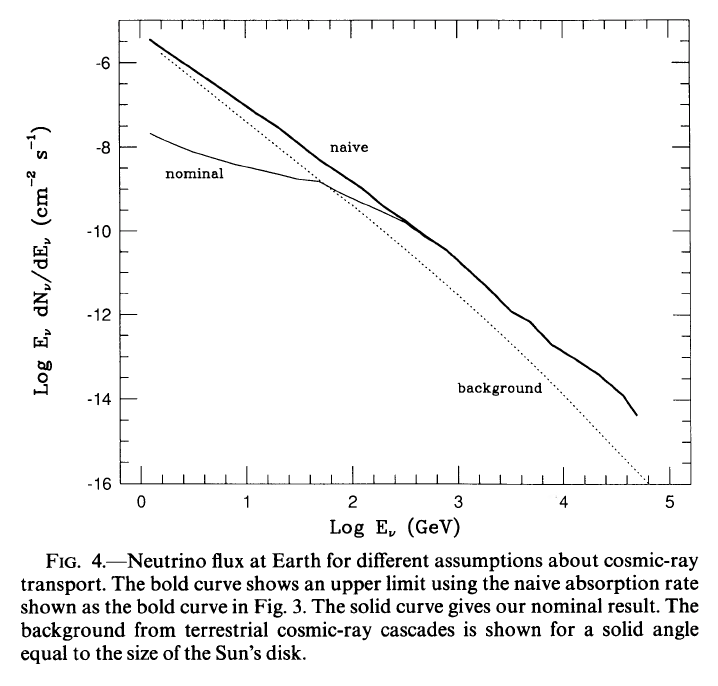 -6
-8
-10
-12
-14
-16
Log E_ν dN_ν/dE_ν (cm⁻² s⁻¹)
naive
nominal
background
0 1 2 3 4 5
Log E_ν (GeV)
FIG. 4.—Neutrino flux at Earth for different assumptions about cosmic-ray
transport. The bold curve shows an upper limit using the naive absorption rate
shown as the bold curve in Fig. 3. The solid curve gives our nominal result. The
background from terrestrial cosmic-ray cascades is shown for a solid angle
equal to the size of the Sun's disk.